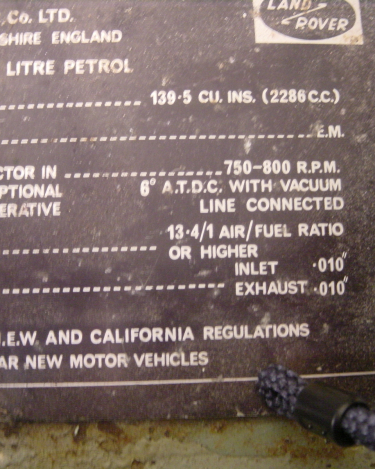 .Co. LTD.
LAND
ROVER
SHIRE ENGLAND
LITRE PETROL
139·5 CU. INS. (2286 C.C.)
E.M.
CTOR IN 750-800 R.P.M.
PTIONAL 6° A.T.D.C. WITH VACUUM
ERATIVE LINE CONNECTED
13·4/1 AIR/FUEL RATIO
OR HIGHER
INLET ·010"
EXHAUST ·010"
.E.W. AND CALIFORNIA REGULATIONS
AR NEW MOTOR VEHICLES